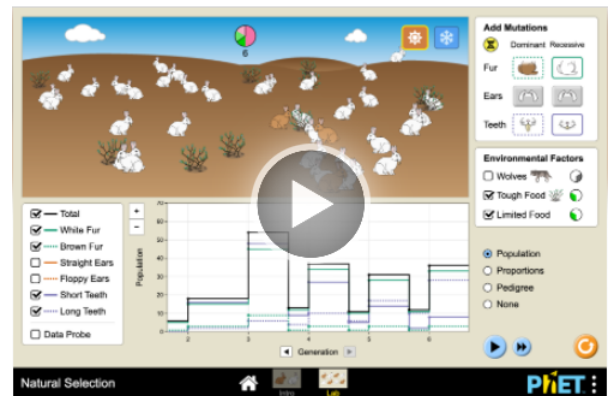 6
Add Mutations
Dominant Recessive
Fur
Ears
Teeth
Environmental Factors
Wolves
Tough Food
Limited Food
Total
White Fur
Brown Fur
Straight Ears
Floppy Ears
Short Teeth
Long Teeth
Data Probe
+
-
Population
70
60
50
40
30
20
10
0
2
3
4
5
6
Generation
Population
Proportions
Pedigree
None
Natural Selection
Intro
Lab
PhET